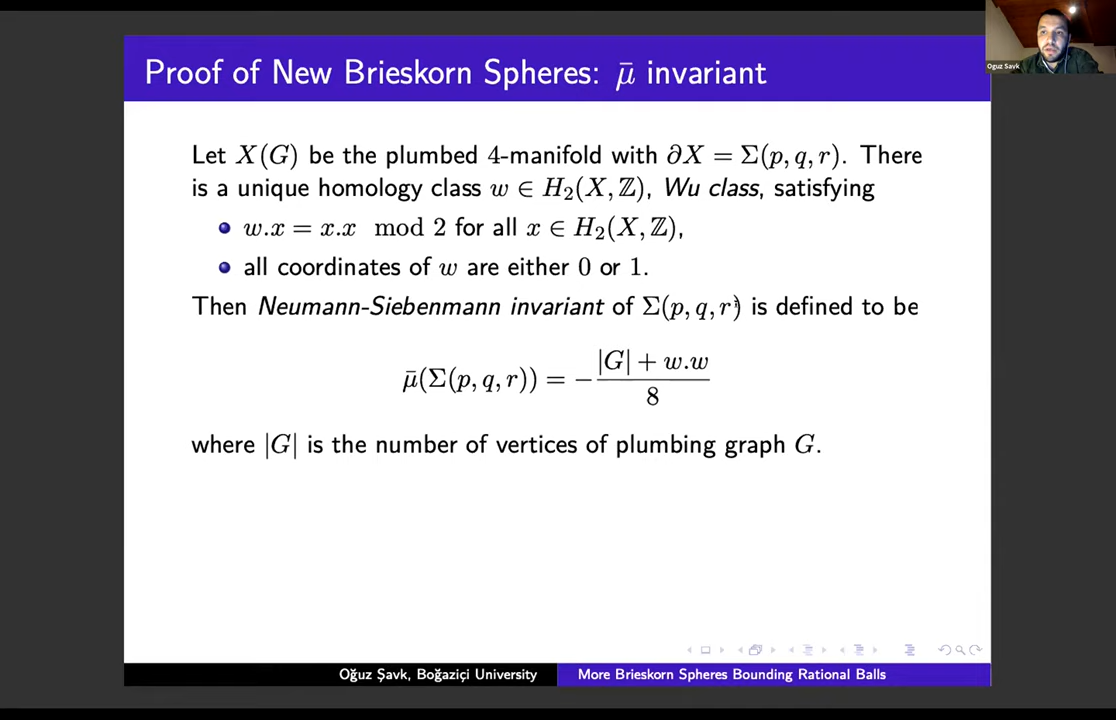 Proof of New Brieskorn Spheres: μ̄ invariant
Oguz Savk
Let X(G) be the plumbed 4-manifold with ∂X = Σ(p, q, r). There
is a unique homology class w ∈ H₂(X, ℤ), Wu class, satisfying
w.x = x.x mod 2 for all x ∈ H₂(X, ℤ),
all coordinates of w are either 0 or 1.
Then Neumann-Siebenmann invariant of Σ(p, q, r) is defined to be
μ̄(Σ(p, q, r)) = − |G| + w.w / 8
where |G| is the number of vertices of plumbing graph G.
Oğuz Şavk, Boğaziçi University
More Brieskorn Spheres Bounding Rational Balls